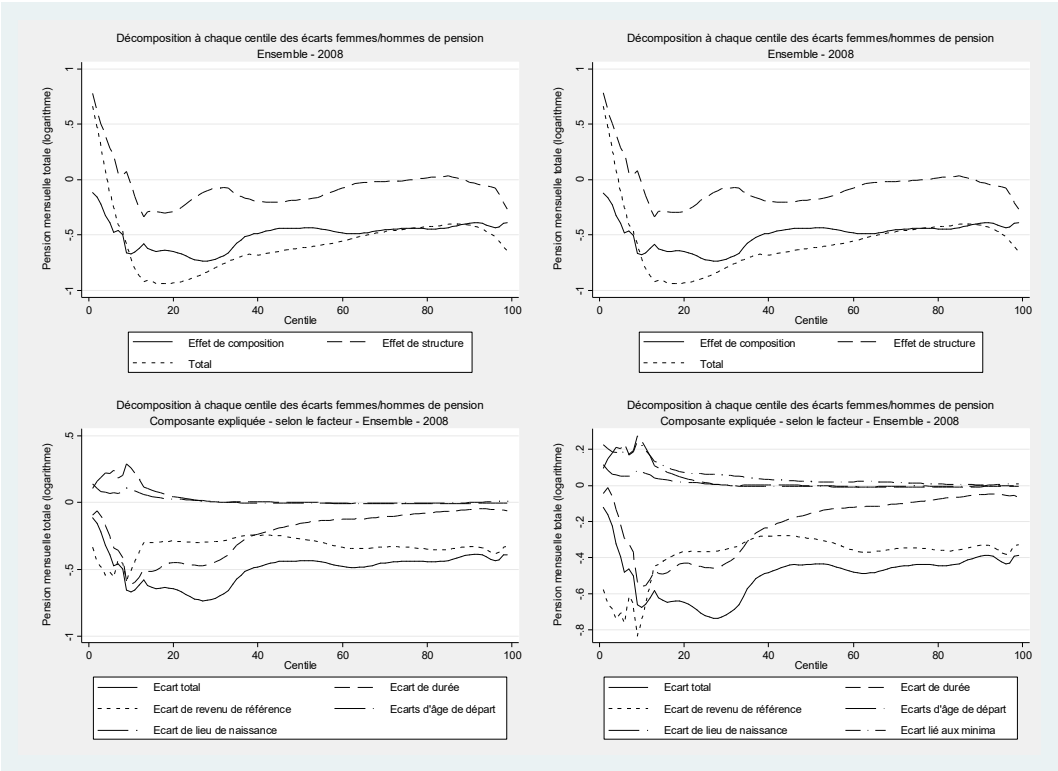 Décomposition à chaque centile des écarts femmes/hommes de pension
Ensemble - 2008
Pension mensuelle totale (logarithme)
1
.5
0
-.5
-1
0 20 40 60 80 100
Centile
Effet de composition Effet de structure
Total
Décomposition à chaque centile des écarts femmes/hommes de pension
Ensemble - 2008
Pension mensuelle totale (logarithme)
1
.5
0
-.5
-1
0 20 40 60 80 100
Centile
Effet de composition Effet de structure
Total
Décomposition à chaque centile des écarts femmes/hommes de pension
Composante expliquée - selon le facteur - Ensemble - 2008
Pension mensuelle totale (logarithme)
.5
0
-.5
-1
0 20 40 60 80 100
Centile
Ecart total Ecart de durée
Ecart de revenu de référence Ecarts d'âge de départ
Ecart de lieu de naissance
Décomposition à chaque centile des écarts femmes/hommes de pension
Composante expliquée - selon le facteur - Ensemble - 2008
Pension mensuelle totale (logarithme)
.2
0
-.2
-.4
-.6
-.8
0 20 40 60 80 100
Centile
Ecart total Ecart de durée
Ecart de revenu de référence Ecarts d'âge de départ
Ecart de lieu de naissance Ecart lié aux minima